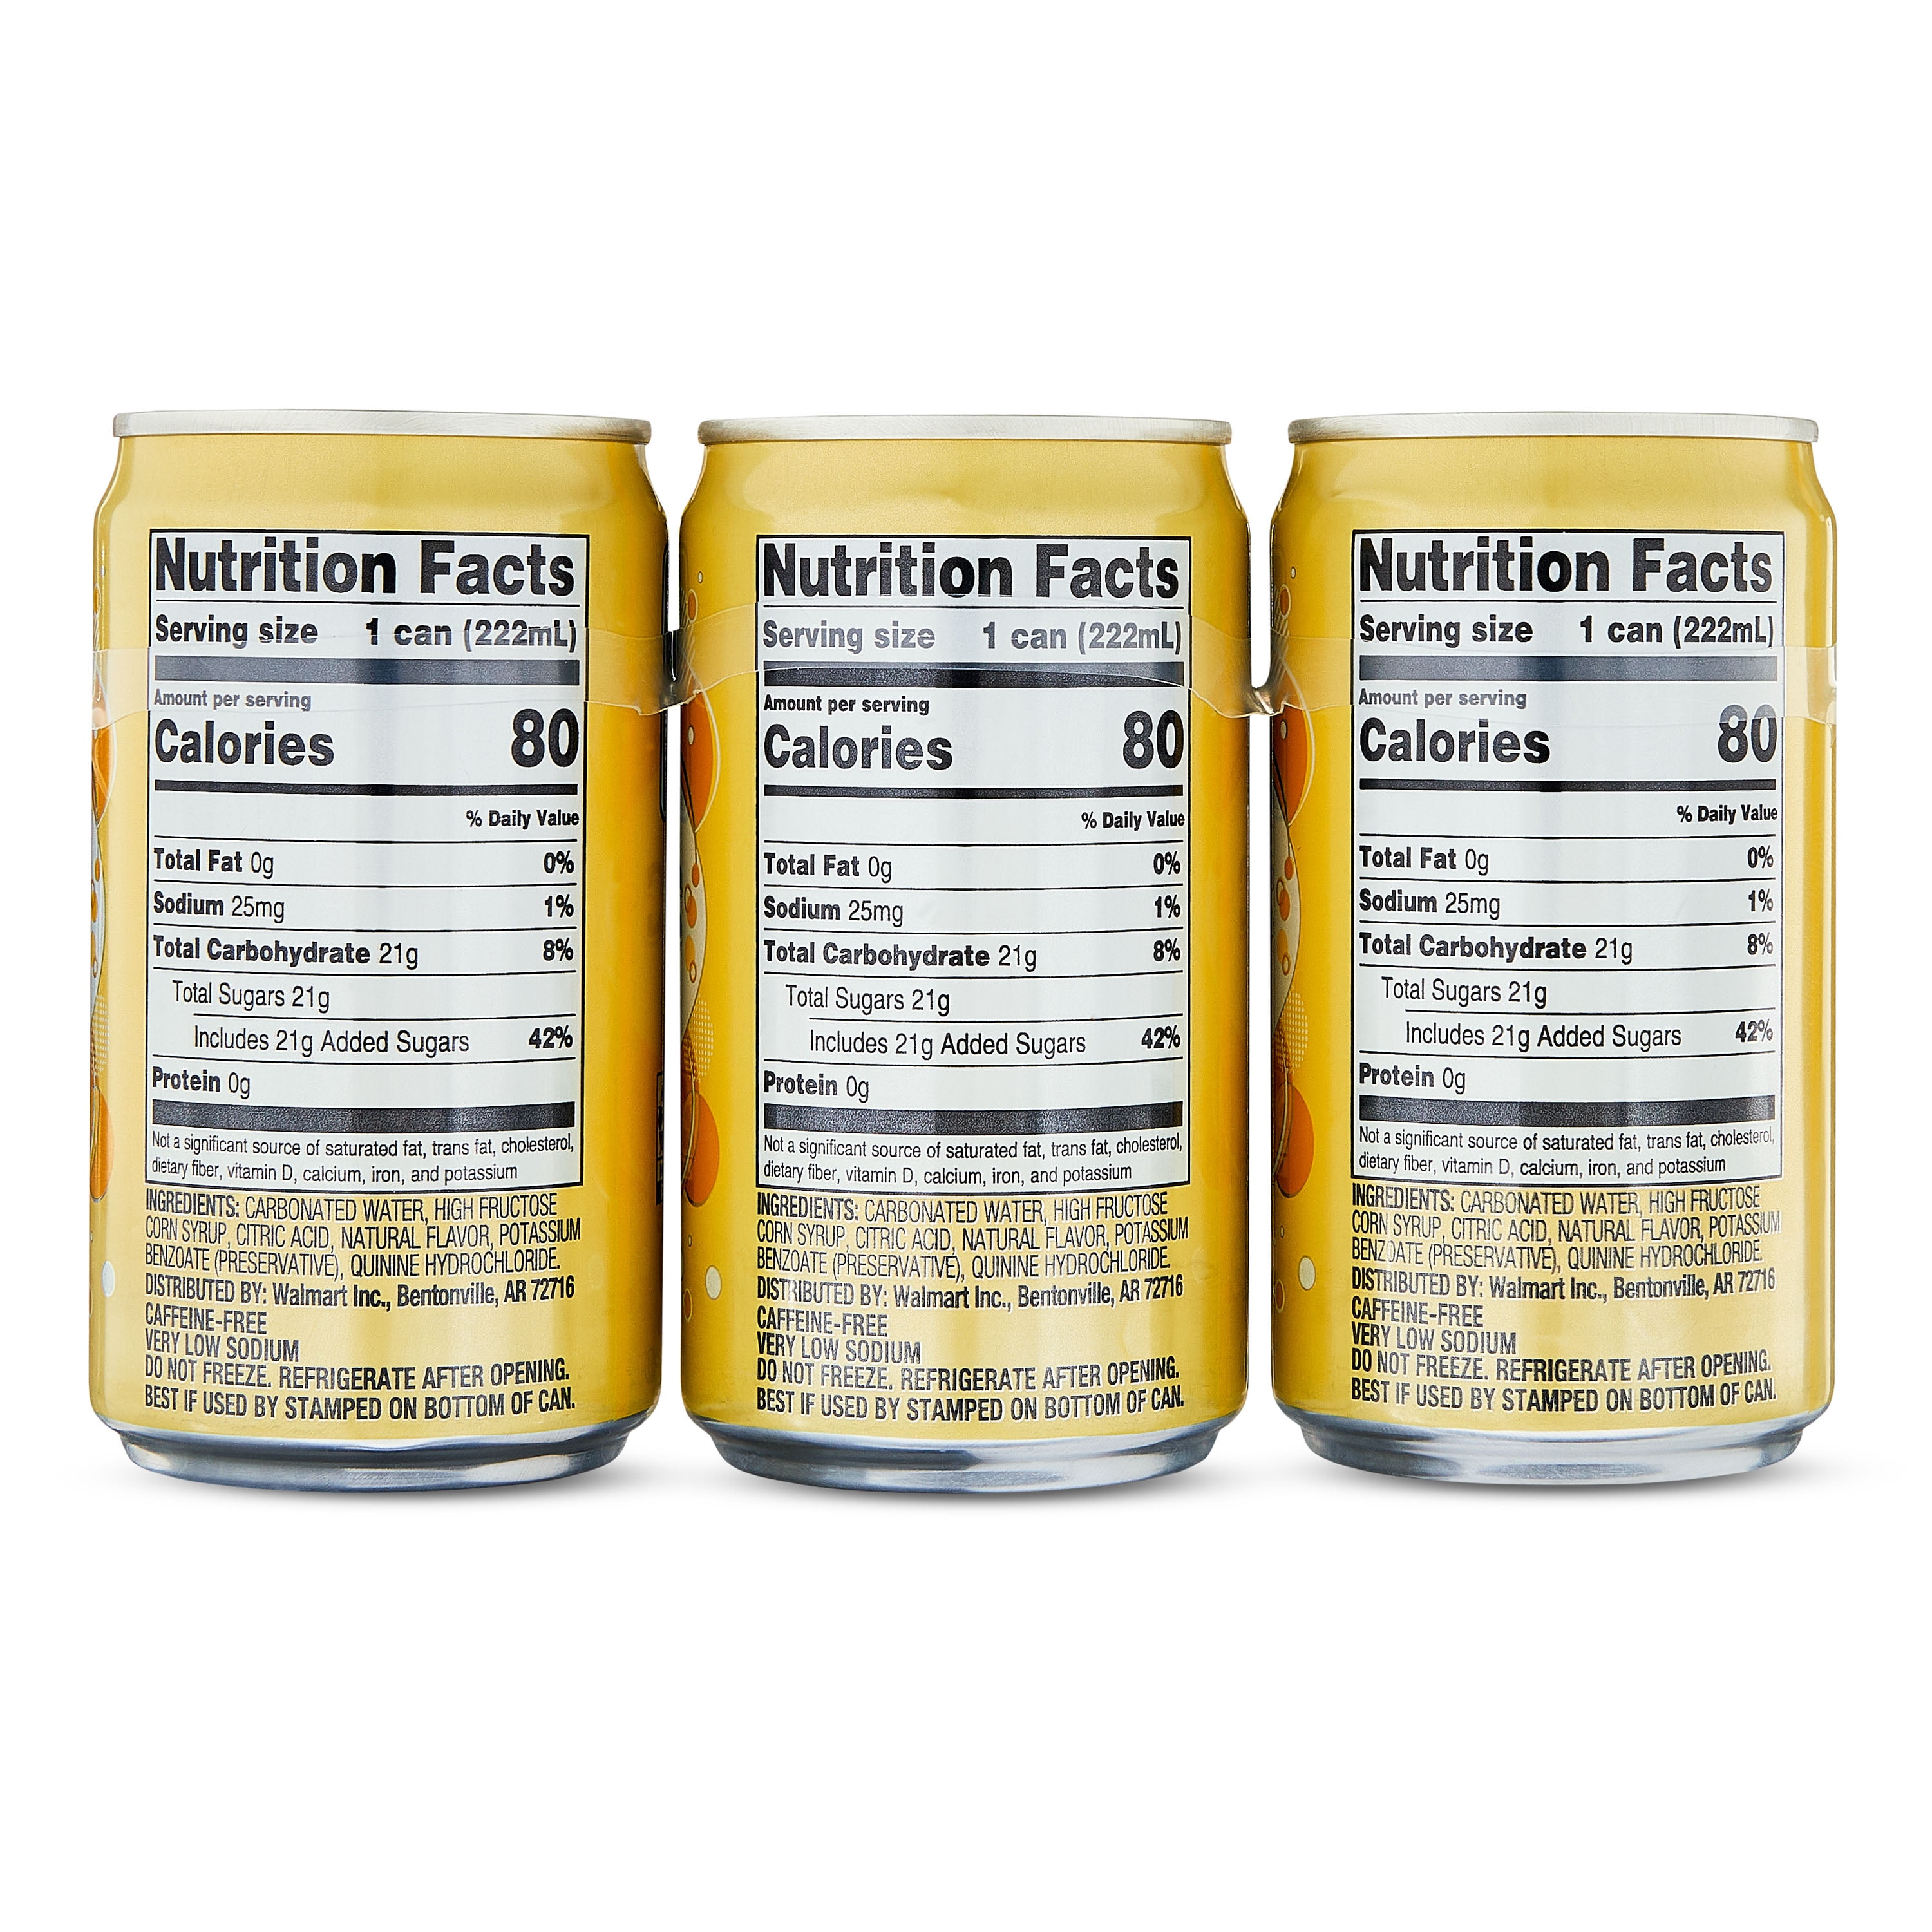 Nutrition Facts
Serving size 1 can (222mL)
Amount per serving
Calories 80
% Daily Value
Total Fat 0g 0%
Sodium 25mg 1%
Total Carbohydrate 21g 8%
Total Sugars 21g
Includes 21g Added Sugars 42%
Protein 0g
Not a significant source of saturated fat, trans fat, cholesterol,
dietary fiber, vitamin D, calcium, iron, and potassium
INGREDIENTS: CARBONATED WATER, HIGH FRUCTOSE
CORN SYRUP, CITRIC ACID, NATURAL FLAVOR, POTASSIUM
BENZOATE (PRESERVATIVE), QUININE HYDROCHLORIDE.
DISTRIBUTED BY: Walmart Inc., Bentonville, AR 72716
CAFFEINE-FREE
VERY LOW SODIUM
DO NOT FREEZE. REFRIGERATE AFTER OPENING.
BEST IF USED BY STAMPED ON BOTTOM OF CAN.
Nutrition Facts
Serving size 1 can (222mL)
Amount per serving
Calories 80
% Daily Value
Total Fat 0g 0%
Sodium 25mg 1%
Total Carbohydrate 21g 8%
Total Sugars 21g
Includes 21g Added Sugars 42%
Protein 0g
Not a significant source of saturated fat, trans fat, cholesterol,
dietary fiber, vitamin D, calcium, iron, and potassium
INGREDIENTS: CARBONATED WATER, HIGH FRUCTOSE
CORN SYRUP, CITRIC ACID, NATURAL FLAVOR, POTASSIUM
BENZOATE (PRESERVATIVE), QUININE HYDROCHLORIDE.
DISTRIBUTED BY: Walmart Inc., Bentonville, AR 72716
CAFFEINE-FREE
VERY LOW SODIUM
DO NOT FREEZE. REFRIGERATE AFTER OPENING.
BEST IF USED BY STAMPED ON BOTTOM OF CAN.
Nutrition Facts
Serving size 1 can (222mL)
Amount per serving
Calories 80
% Daily Value
Total Fat 0g 0%
Sodium 25mg 1%
Total Carbohydrate 21g 8%
Total Sugars 21g
Includes 21g Added Sugars 42%
Protein 0g
Not a significant source of saturated fat, trans fat, cholesterol,
dietary fiber, vitamin D, calcium, iron, and potassium
INGREDIENTS: CARBONATED WATER, HIGH FRUCTOSE
CORN SYRUP, CITRIC ACID, NATURAL FLAVOR, POTASSIUM
BENZOATE (PRESERVATIVE), QUININE HYDROCHLORIDE.
DISTRIBUTED BY: Walmart Inc., Bentonville, AR 72716
CAFFEINE-FREE
VERY LOW SODIUM
DO NOT FREEZE. REFRIGERATE AFTER OPENING.
BEST IF USED BY STAMPED ON BOTTOM OF CAN.